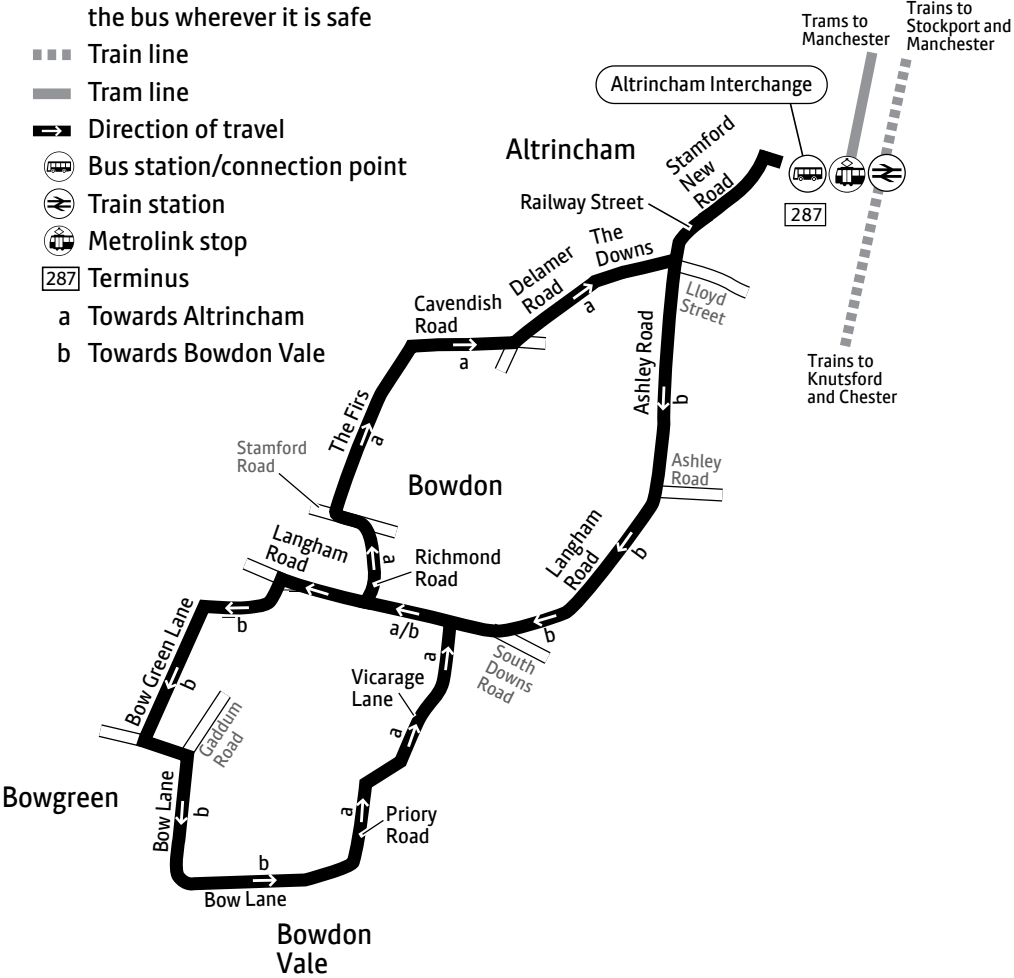 the bus wherever it is safe
Train line
Tram line
Direction of travel
Bus station/connection point
Train station
Metrolink stop
287 Terminus
a Towards Altrincham
b Towards Bowdon Vale
Trams to
Manchester
Trains to
Stockport and
Manchester
Altrincham Interchange
287
Trains to
Knutsford
and Chester
Altrincham
Stamford
New
Road
Railway Street
The
Downs
Delamer
Road
a
Cavendish
Road
a
Lloyd
Street
Ashley Road
b
The Firs
a
Stamford
Road
Bowdon
Ashley
Road
Langham
Road
b
Langham
Road
a
Richmond
Road
b
a/b
b
South
Downs
Road
Bow Green Lane
b
a
Vicarage
Lane
a
Gaddum
Road
Bowgreen
Bow Lane
b
a
Priory
Road
b
Bow Lane
Bowdon
Vale